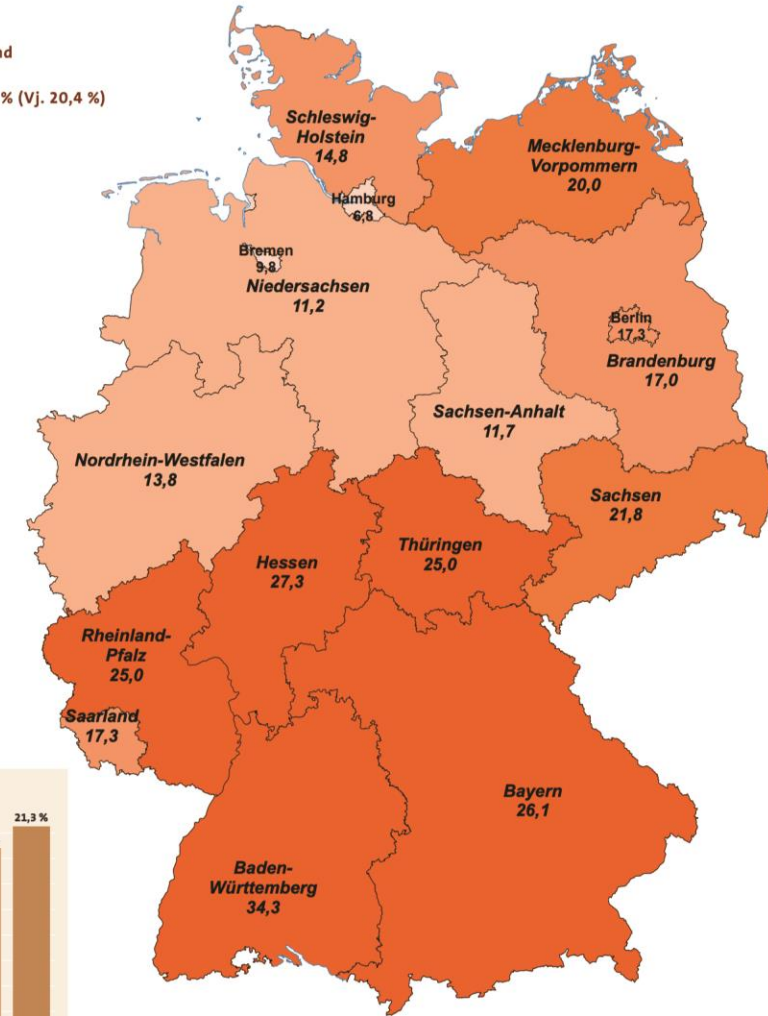 nd
% (Vj. 20,4 %)
Schleswig-
Holstein
14,8
Mecklenburg-
Vorpommern
20,0
Hamburg
6,8
Bremen
9,8
Niedersachsen
11,2
Berlin
17,3
Brandenburg
17,0
Sachsen-Anhalt
11,7
Nordrhein-Westfalen
13,8
Sachsen
21,8
Hessen
27,3
Thüringen
25,0
Rheinland-
Pfalz
25,0
Saarland
17,3
Bayern
26,1
21,3 %
Baden-
Württemberg
34,3